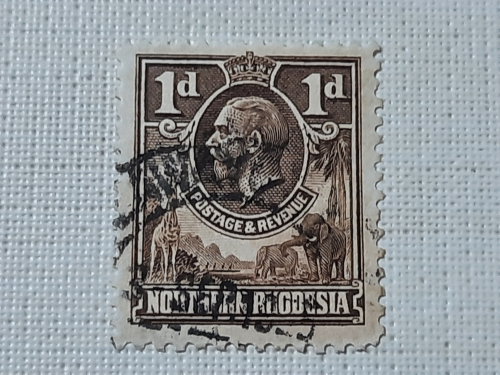 1d 1d
POSTAGE & REVENUE
NORTHERN RHODESIA